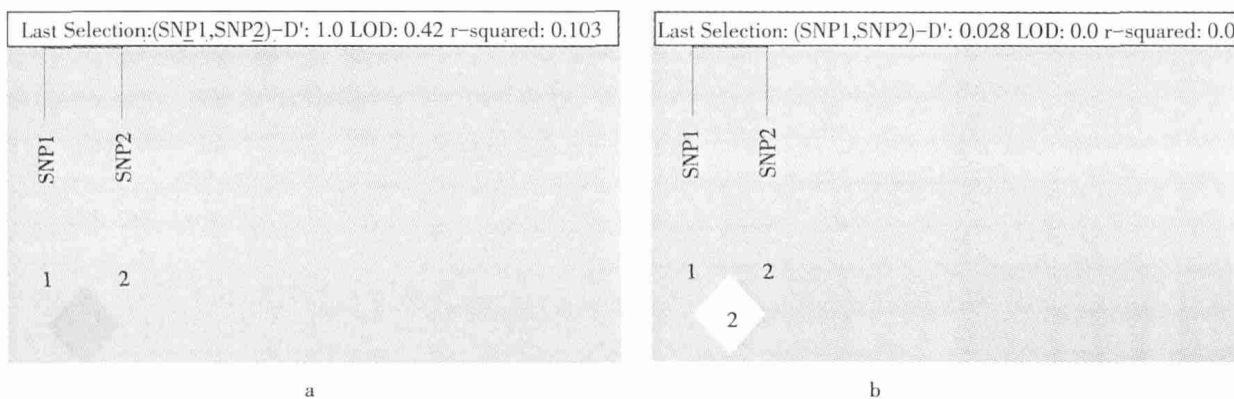 Last Selection:(SNP1,SNP2)-D': 1.0 LOD: 0.42 r-squared: 0.103
SNP1
SNP2
1
2
a
Last Selection: (SNP1,SNP2)-D': 0.028 LOD: 0.0 r-squared: 0.0
SNP1
SNP2
1
2
2
b